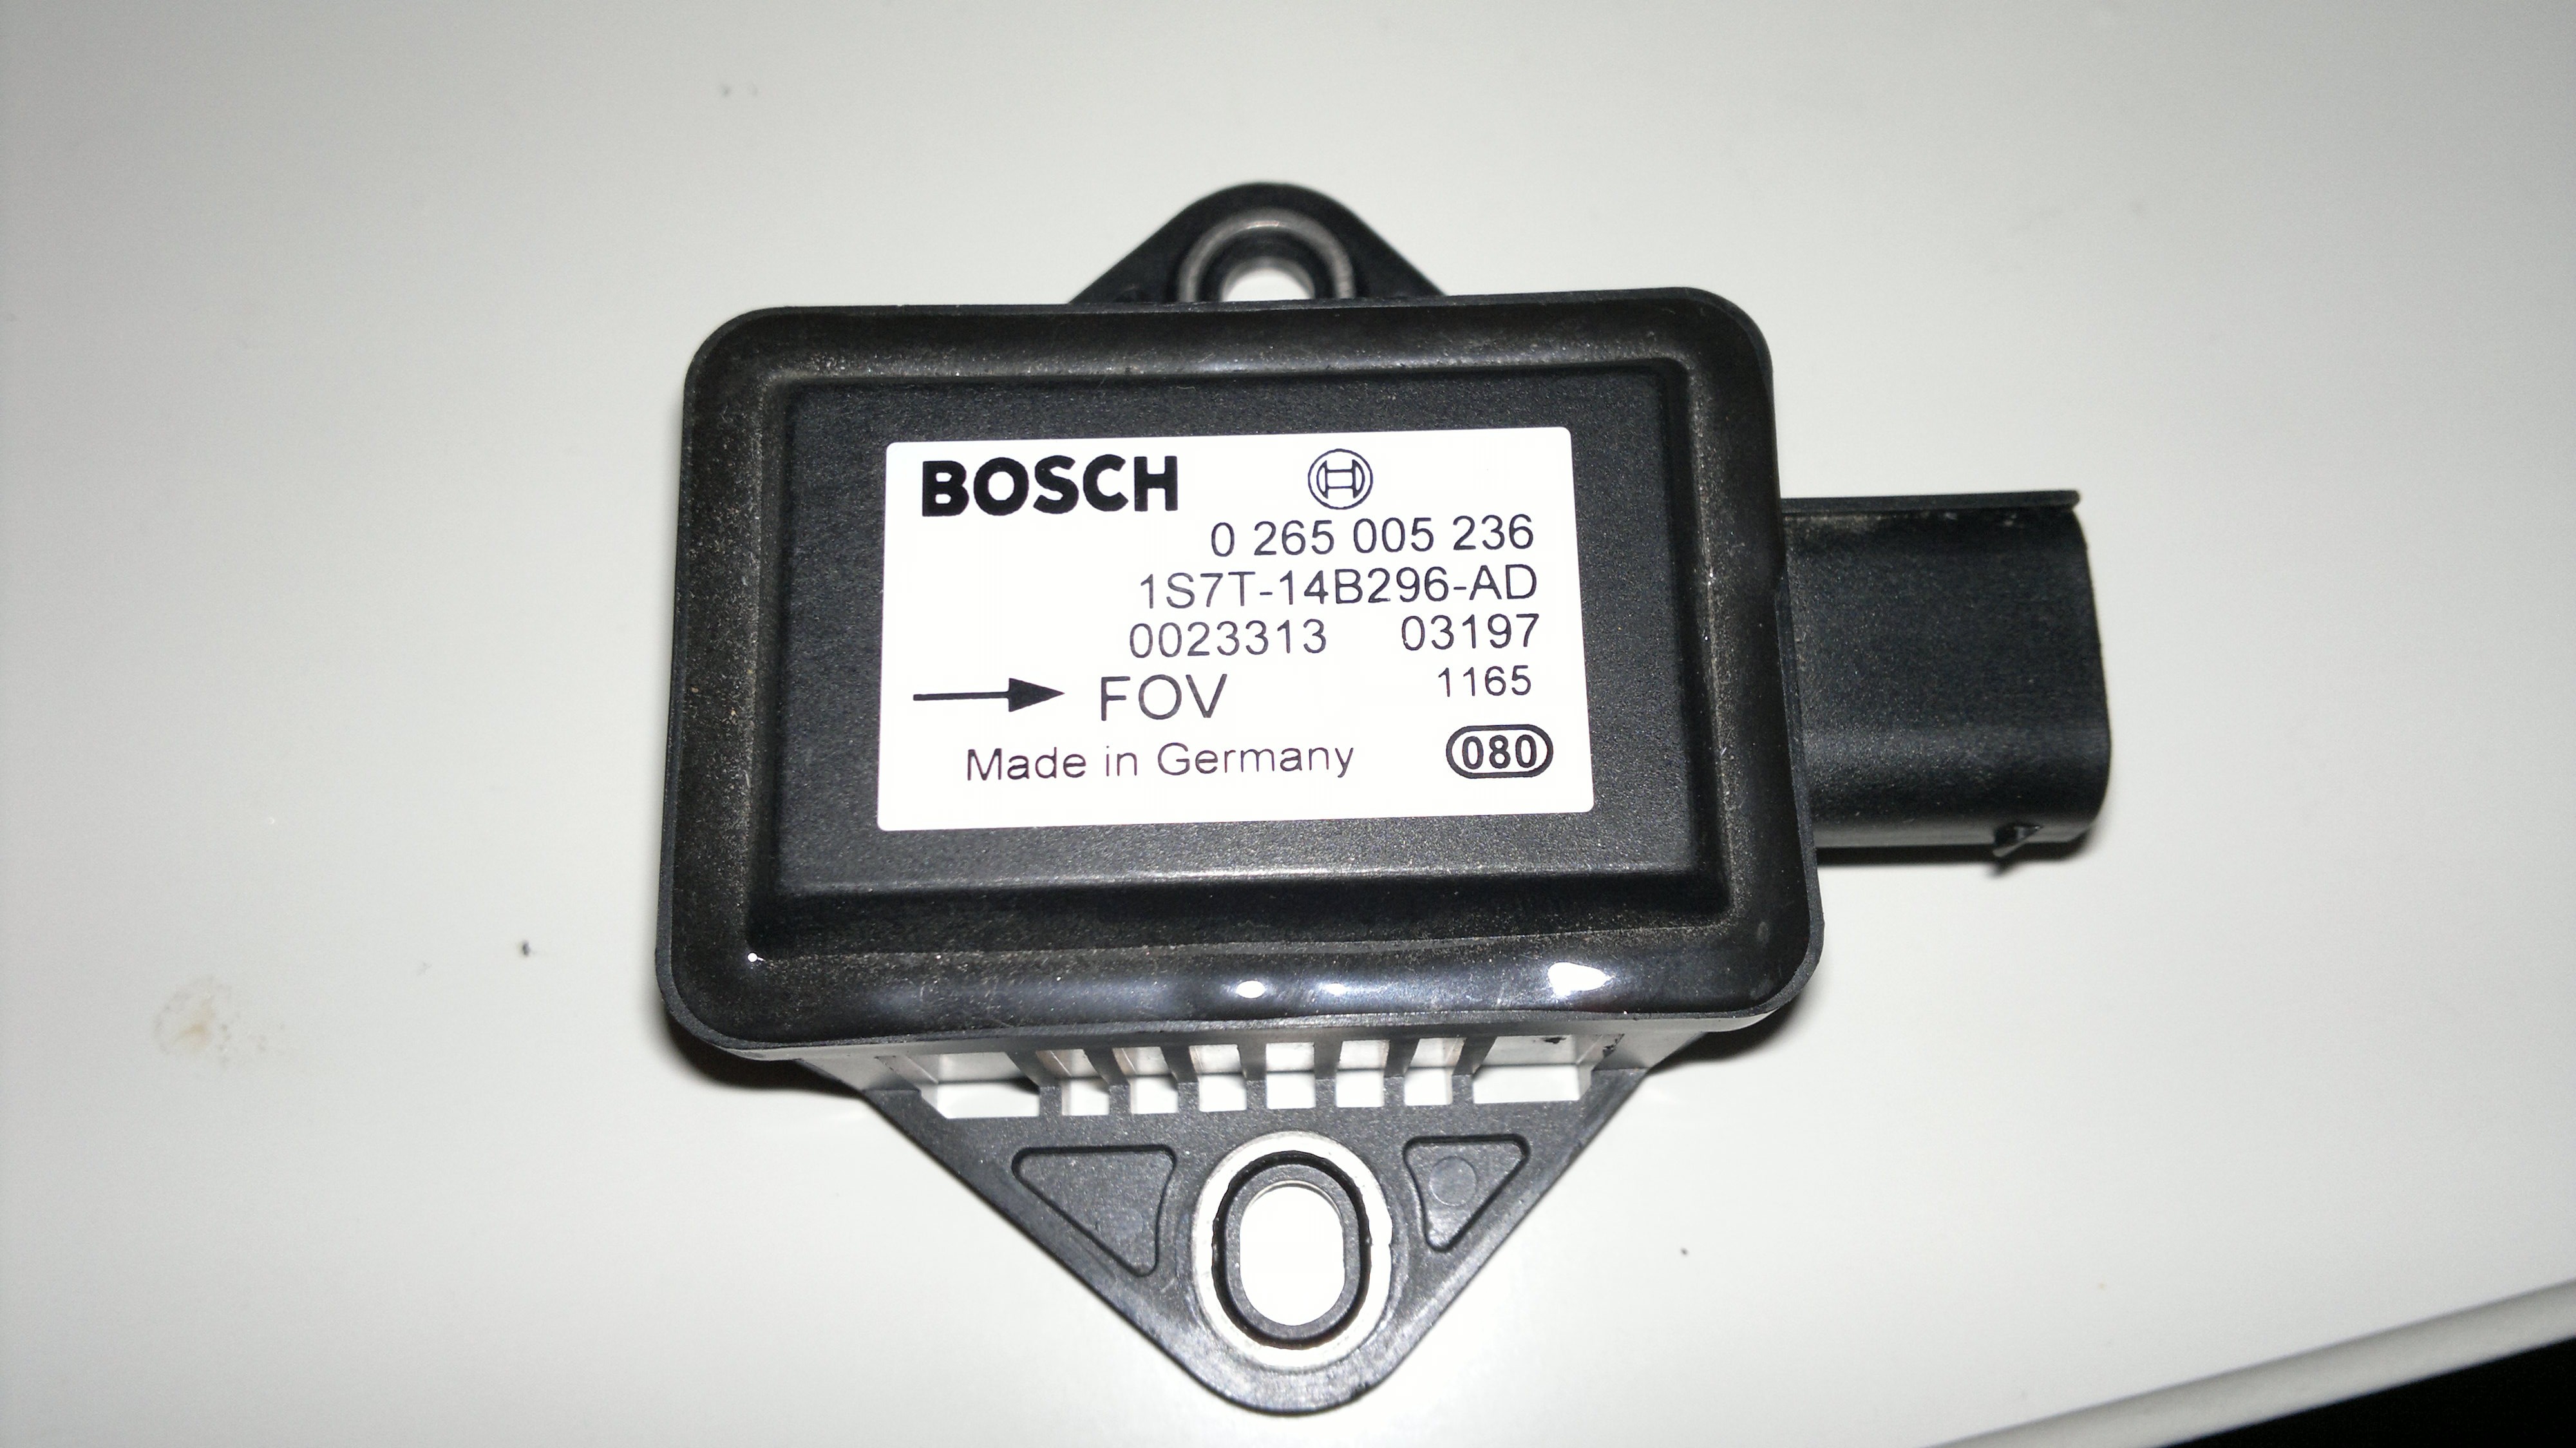 BOSCH
0 265 005 236
1S7T-14B296-AD
0023313 03197
FOV 1165
Made in Germany 080